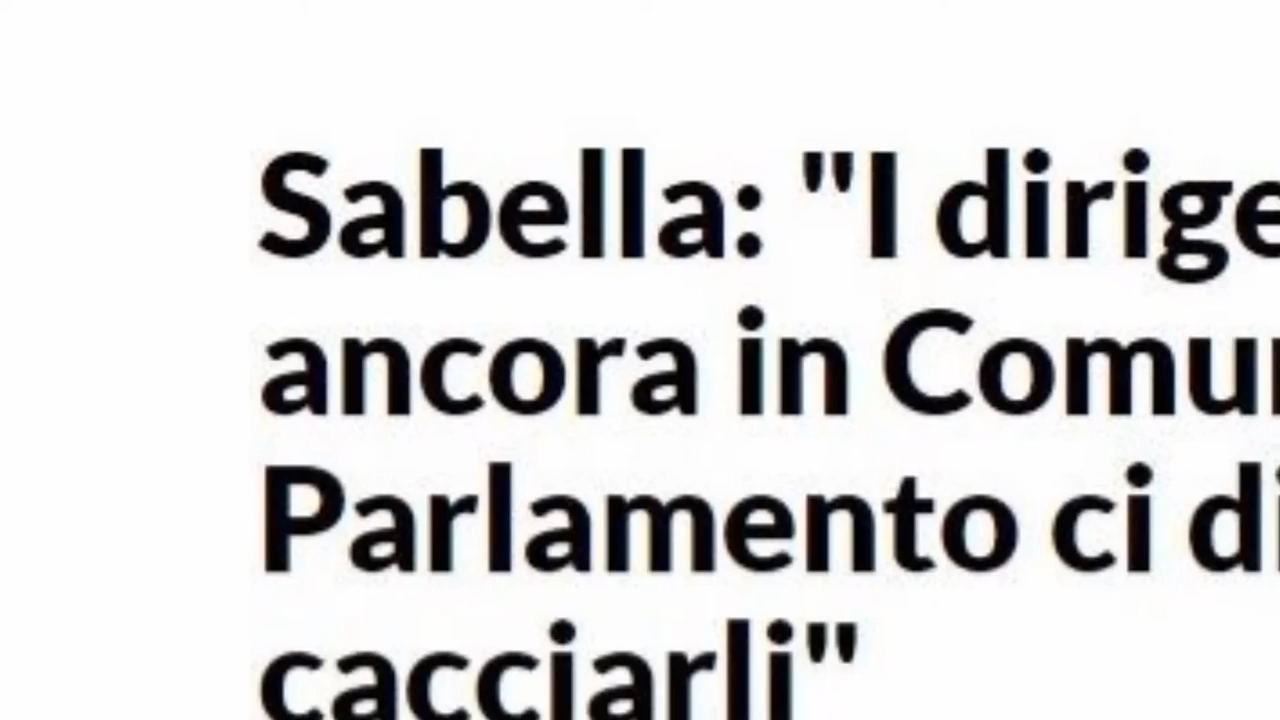 Sabella: "I dirige
ancora in Comu
Parlamento ci di
cacciarli"